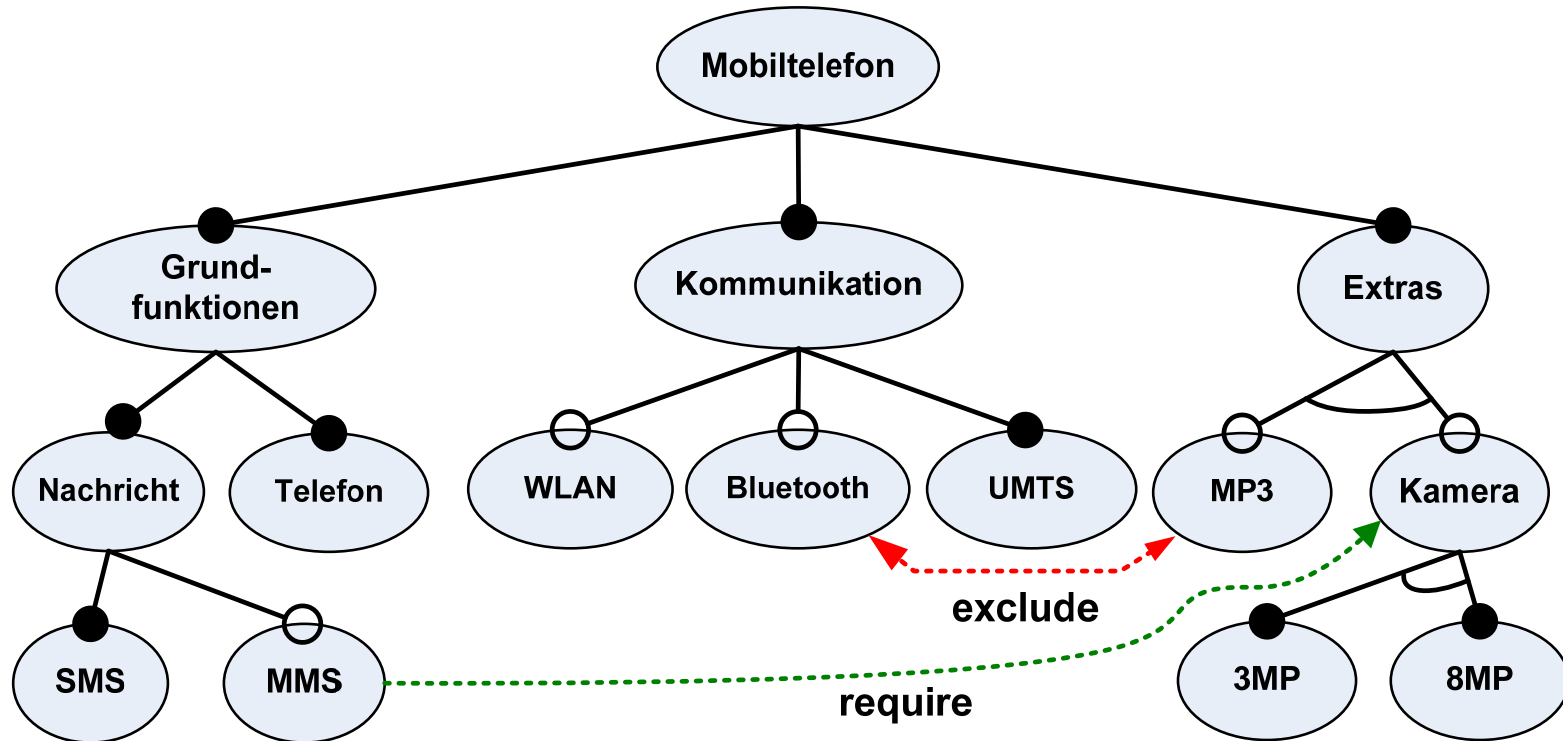 Mobiltelefon
Grund-
funktionen
Kommunikation
Extras
Nachricht
Telefon
WLAN
Bluetooth
UMTS
MP3
Kamera
exclude
SMS
MMS
require
3MP
8MP